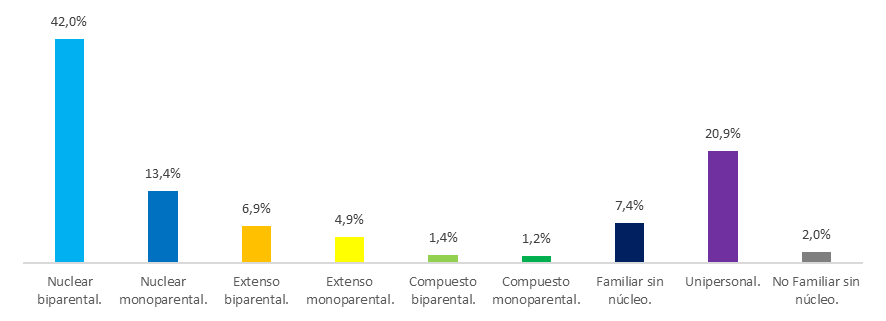 42,0%
13,4%
6,9%
4,9%
1,4%
1,2%
7,4%
20,9%
2,0%
Nuclear
biparental.
Nuclear
monoparental.
Extenso
biparental.
Extenso
monoparental.
Compuesto
biparental.
Compuesto
monoparental.
Familiar sin
núcleo.
Unipersonal.
No Familiar sin
núcleo.